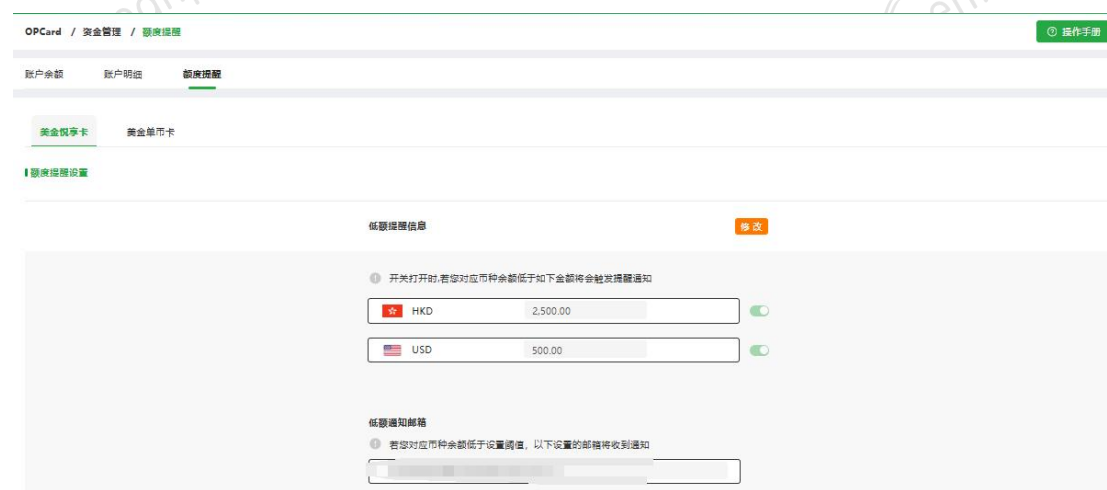 OPCard / 资金管理 / 额度提醒
操作手册
账户余额 账户明细 额度提醒
美金悦享卡 美金单币卡
额度提醒设置
低额提醒信息 修改
开关打开时,若您对应币种余额低于如下金额将会触发提醒通知
HKD 2,500.00
USD 500.00
低额通知邮箱
若您对应币种余额低于设置阈值，以下设置的邮箱将收到通知